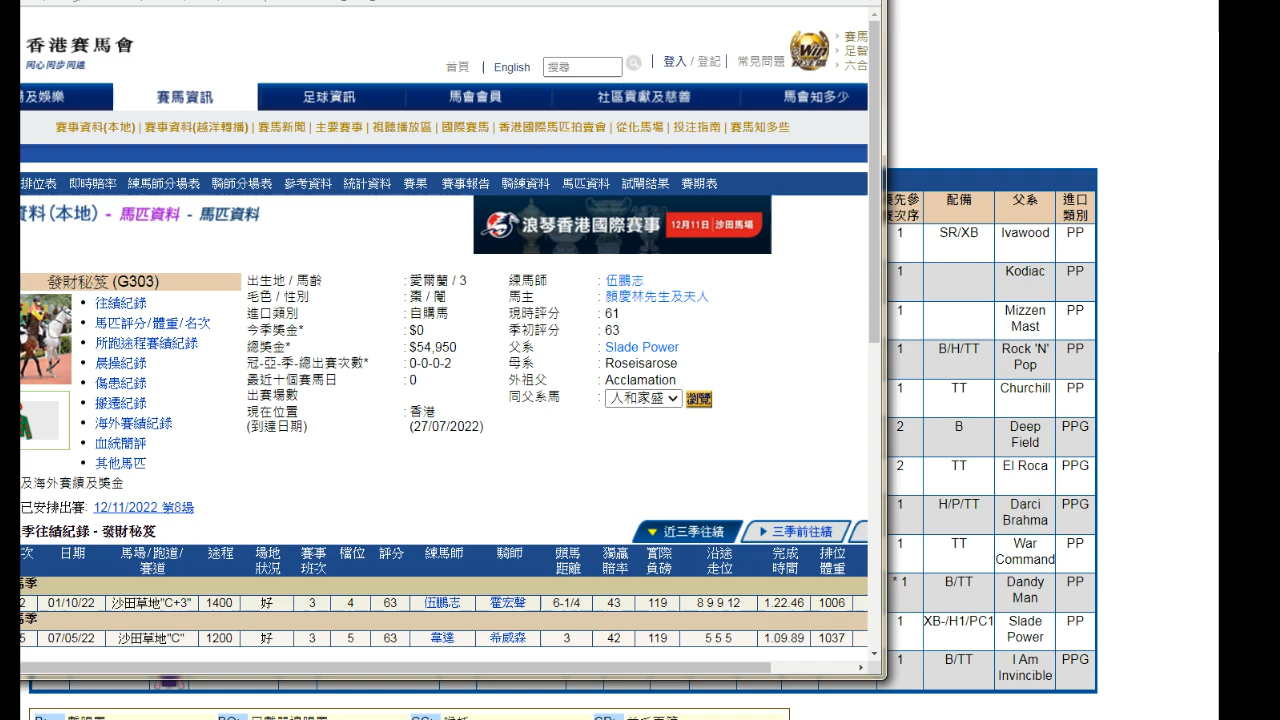 香港賽馬會
同心同步同進
首頁 | English 搜尋 | 登入 / 登記 | 常見問題
賽馬
足智
六合
及娛樂 賽馬資訊 足球資訊 馬會會員 社區貢獻及慈善 馬會知多少
賽事資料(本地) | 賽事資料(越洋轉播) | 賽馬新聞 | 主要賽事 | 視聽播放區 | 國際賽馬 | 香港國際馬匹拍賣會 | 從化馬場 | 投注指南 | 賽馬知多些
排位表 即時賠率 練馬師分場表 騎師分場表 參考資料 統計資料 賽果 賽事報告 騎練資料 馬匹資料 試閘結果 賽期表
資料(本地) - 馬匹資料 - 馬匹資料
浪琴香港國際賽事 12月11日 | 沙田馬場
發財秘笈 (G303)
往績紀錄
馬匹評分/體重/名次
所跑途程賽績紀錄
晨操紀錄
傷患紀錄
搬遷紀錄
海外賽績紀錄
血統簡評
其他馬匹
出生地 / 馬齡 : 愛爾蘭 / 3
毛色 / 性別 : 棗 / 閹
進口類別 : 自購馬
今季獎金* : $0
總獎金* : $54,950
冠-亞-季-總出賽次數* : 0-0-0-2
最近十個賽馬日 : 0
出賽場數
現在位置 : 香港
(到達日期) (27/07/2022)
練馬師 : 伍鵬志
馬主 : 顏慶林先生及夫人
現時評分 : 61
季初評分 : 63
父系 : Slade Power
母系 : Roseisarose
外祖父 : Acclamation
同父系馬 : 人和家盛 瀏覽
及海外賽績及獎金
已安排出賽: 12/11/2022 第8場
季往績紀錄 - 發財秘笈
近三季往績 三季前往績
次 日期 馬場/跑道/賽道 途程 場地狀況 賽事班次 檔位 評分 練馬師 騎師 頭馬距離 獨贏賠率 實際負磅 沿途走位 完成時間 排位體重
馬季
2 01/10/22 沙田草地"C+3" 1400 好 3 4 63 伍鵬志 霍宏聲 6-1/4 43 119 8 9 9 12 1.22.46 1006
馬季
5 07/05/22 沙田草地"C" 1200 好 3 5 63 韋達 希威森 3 42 119 5 5 5 1.09.89 1037
優先參賽次序 配備 父系 進口類別
1 SR/XB Ivawood PP
1 Kodiac PP
1 Mizzen Mast PP
1 B/H/TT Rock 'N' Pop PP
1 TT Churchill PP
2 B Deep Field PPG
2 TT El Roca PPG
1 H/P/TT Darci Brahma PPG
1 TT War Command PP
* 1 B/TT Dandy Man PP
1 XB-/H1/PC1 Slade Power PP
1 B/TT I Am Invincible PPG